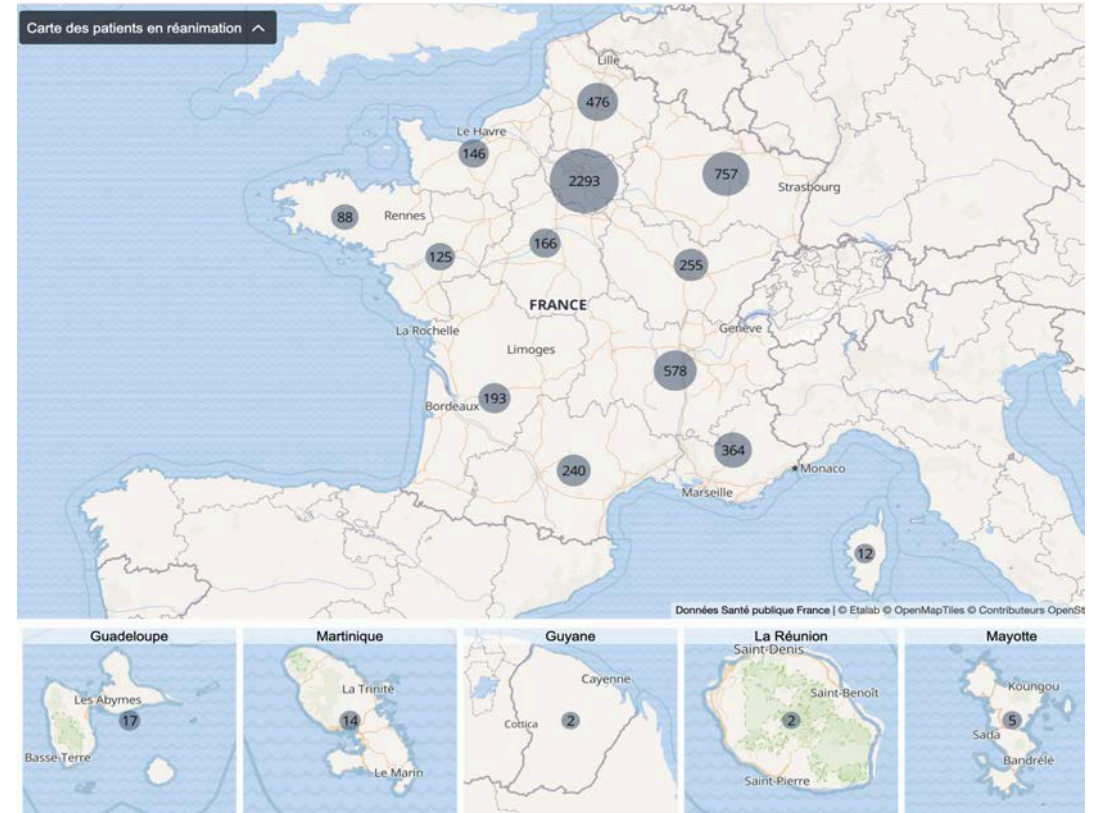 Carte des patients en réanimation
Lille
476
Le Havre
146
2293
757
Strasbourg
88
Rennes
166
125
255
FRANCE
La Rochelle
Genève
Limoges
578
193
Bordeaux
364
240
Monaco
Marseille
12
Données Santé publique France | © Etalab © OpenMapTiles © Contributeurs OpenSt
Guadeloupe
Les Abymes
17
Basse-Terre
Martinique
La Trinité
14
Le Marin
Guyane
Cayenne
Cottica
2
La Réunion
Saint-Denis
Saint-Benoît
2
Saint-Pierre
Mayotte
Koungou
5
Sada
Bandrélé